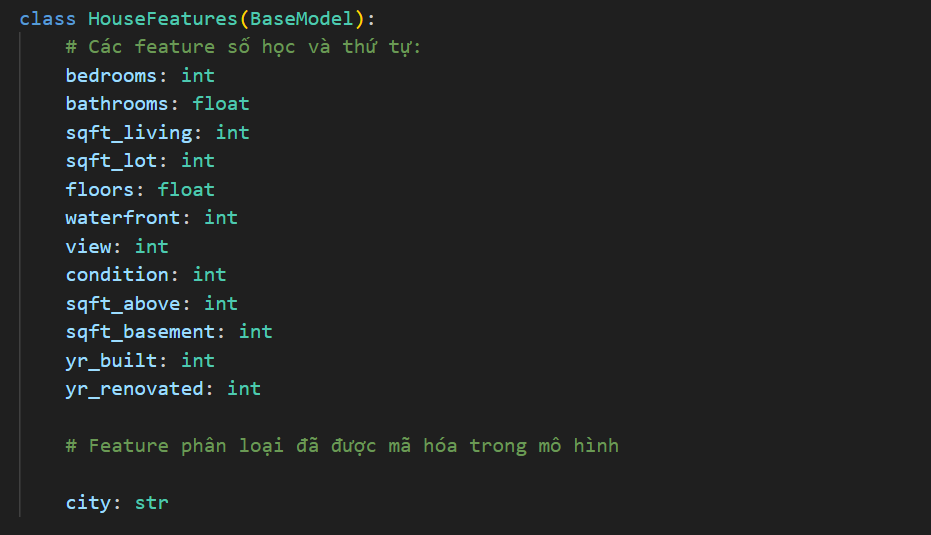 class HouseFeatures(BaseModel):
# Các feature số học và thứ tự:
bedrooms: int
bathrooms: float
sqft_living: int
sqft_lot: int
floors: float
waterfront: int
view: int
condition: int
sqft_above: int
sqft_basement: int
yr_built: int
yr_renovated: int
# Feature phân loại đã được mã hóa trong mô hình
city: str